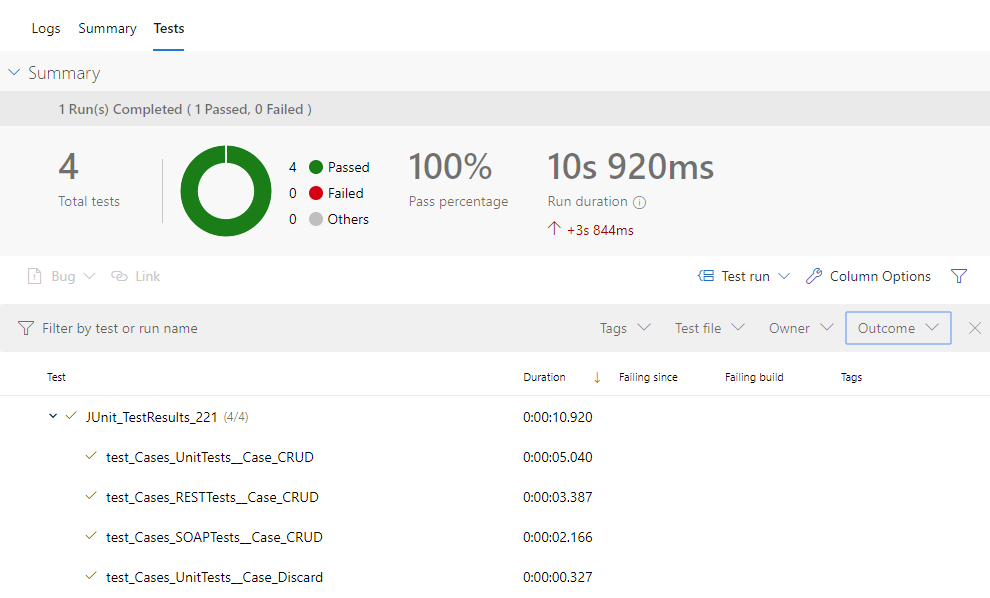 Logs Summary Tests
Summary
1 Run(s) Completed ( 1 Passed, 0 Failed )
4
Total tests
4 Passed
0 Failed
0 Others
100%
Pass percentage
10s 920ms
Run duration
+3s 844ms
Bug Link Test run Column Options
Filter by test or run name Tags Test file Owner Outcome
Test Duration Failing since Failing build Tags
JUnit_TestResults_221 (4/4) 0:00:10.920
test_Cases_UnitTests__Case_CRUD 0:00:05.040
test_Cases_RESTTests__Case_CRUD 0:00:03.387
test_Cases_SOAPTests__Case_CRUD 0:00:02.166
test_Cases_UnitTests__Case_Discard 0:00:00.327